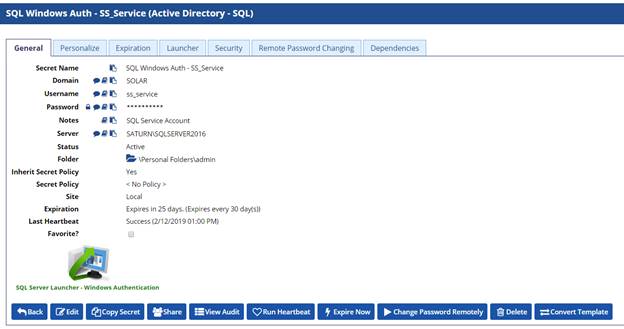 SQL Windows Auth - SS_Service (Active Directory - SQL)
General Personalize Expiration Launcher Security Remote Password Changing Dependencies
Secret Name SQL Windows Auth - SS_Service
Domain SOLAR
Username ss_service
Password **********
Notes SQL Service Account
Server SATURN\SQLSERVER2016
Status Active
Folder \Personal Folders\admin
Inherit Secret Policy Yes
Secret Policy < No Policy >
Site Local
Expiration Expires in 25 days. (Expires every 30 day(s))
Last Heartbeat Success (2/12/2019 01:00 PM)
Favorite?
SQL Server Launcher - Windows Authentication
Back Edit Copy Secret Share View Audit Run Heartbeat Expire Now Change Password Remotely Delete Convert Template